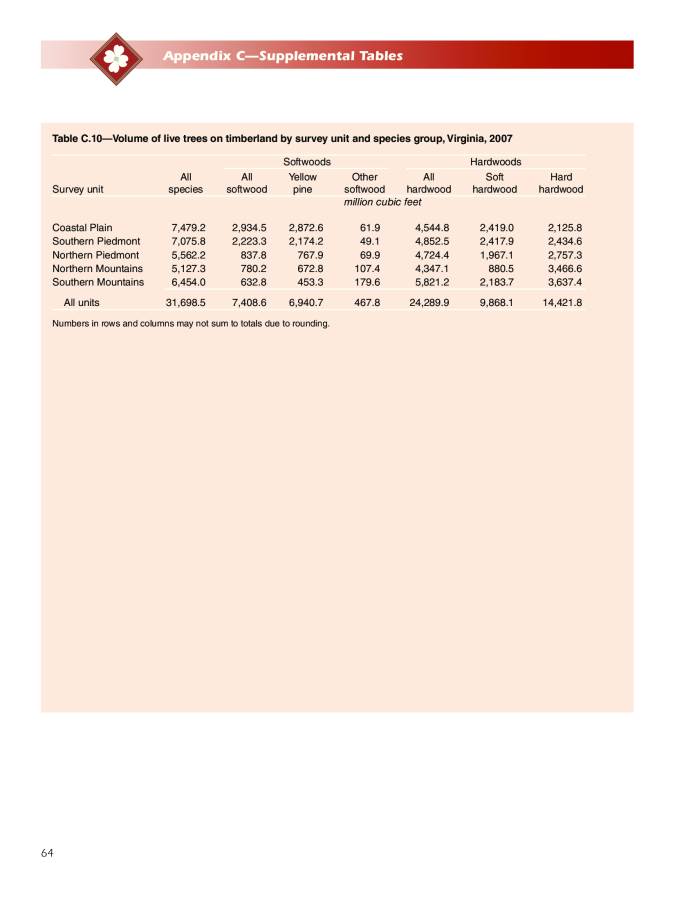 Appendix C—Supplemental Tables
Table C.10—Volume of live trees on timberland by survey unit and species group, Virginia, 2007
Softwoods Hardwoods
All All Yellow Other All Soft Hard
Survey unit species softwood pine softwood hardwood hardwood hardwood
million cubic feet
Coastal Plain 7,479.2 2,934.5 2,872.6 61.9 4,544.8 2,419.0 2,125.8
Southern Piedmont 7,075.8 2,223.3 2,174.2 49.1 4,852.5 2,417.9 2,434.6
Northern Piedmont 5,562.2 837.8 767.9 69.9 4,724.4 1,967.1 2,757.3
Northern Mountains 5,127.3 780.2 672.8 107.4 4,347.1 880.5 3,466.6
Southern Mountains 6,454.0 632.8 453.3 179.6 5,821.2 2,183.7 3,637.4
All units 31,698.5 7,408.6 6,940.7 467.8 24,289.9 9,868.1 14,421.8
Numbers in rows and columns may not sum to totals due to rounding.
64